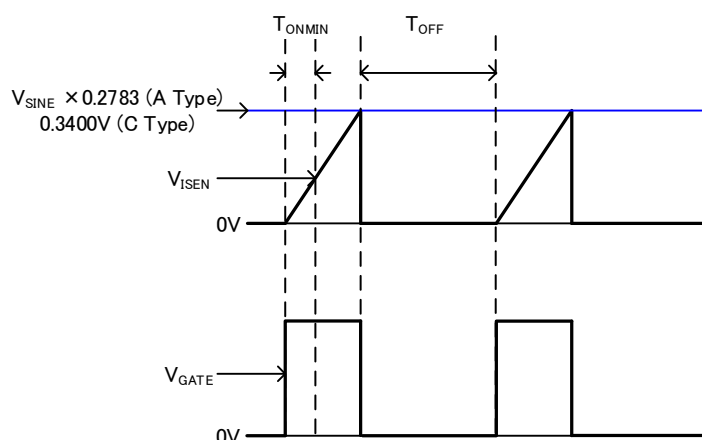 TONMIN
TOFF
VSINE ×0.2783 (A Type)
0.3400V (C Type)
VISEN
0V
VGATE
0V